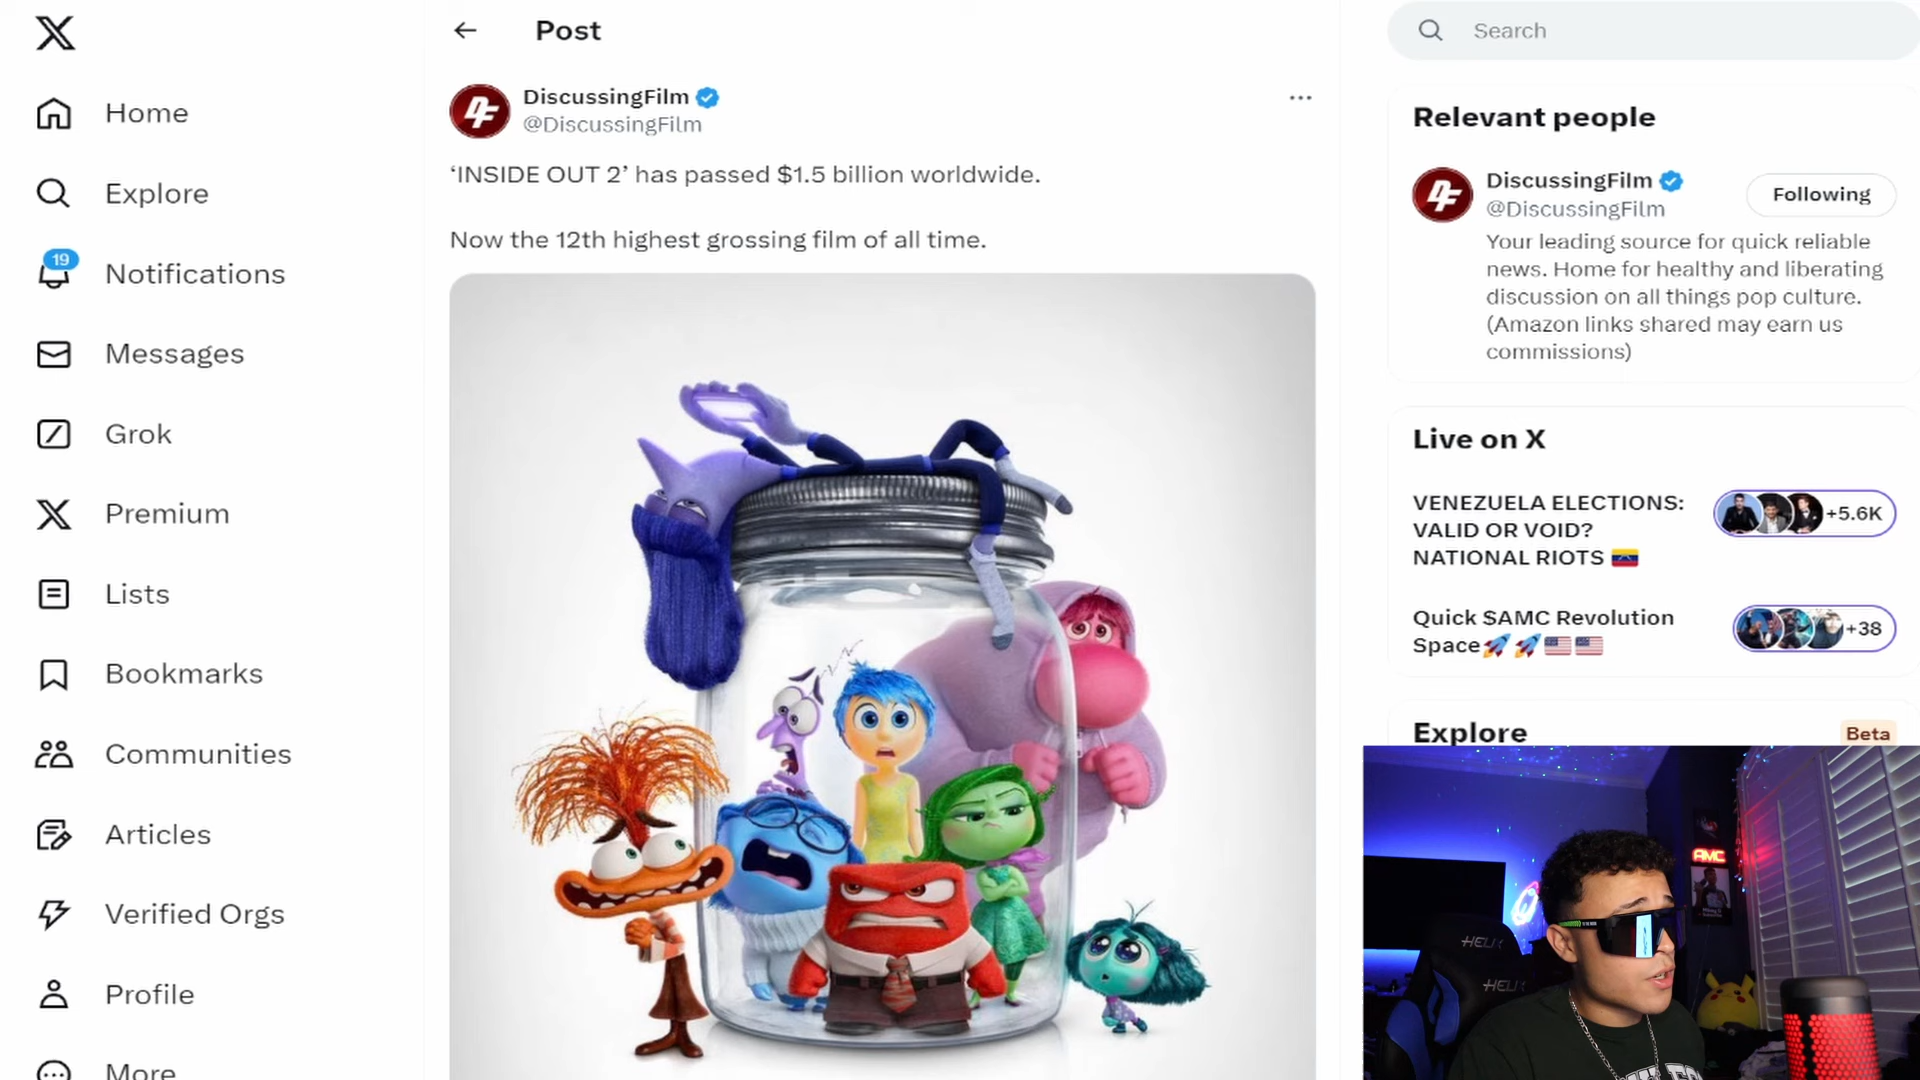 Home
Explore
19
Notifications
Messages
Grok
Premium
Lists
Bookmarks
Communities
Articles
Verified Orgs
Profile
More
Post
DiscussingFilm
@DiscussingFilm
‘INSIDE OUT 2’ has passed $1.5 billion worldwide.
Now the 12th highest grossing film of all time.
Search
Relevant people
DiscussingFilm
@DiscussingFilm
Following
Your leading source for quick reliable
news. Home for healthy and liberating
discussion on all things pop culture.
(Amazon links shared may earn us
commissions)
Live on X
VENEZUELA ELECTIONS:
VALID OR VOID?
NATIONAL RIOTS
+5.6K
Quick $AMC Revolution
Space
+38
Explore
Beta
AMC